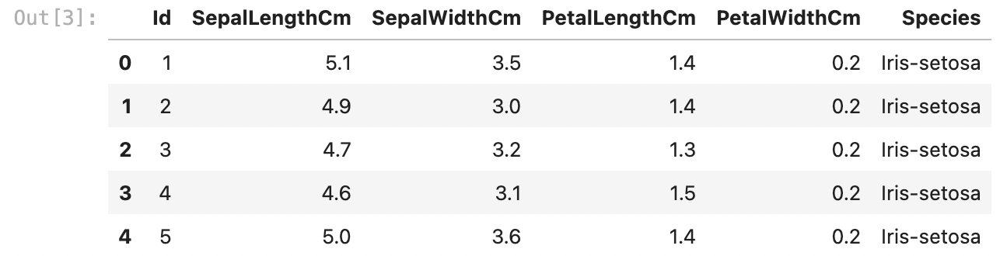 Out[3]: Id SepalLengthCm SepalWidthCm PetalLengthCm PetalWidthCm Species
0 1 5.1 3.5 1.4 0.2 Iris-setosa
1 2 4.9 3.0 1.4 0.2 Iris-setosa
2 3 4.7 3.2 1.3 0.2 Iris-setosa
3 4 4.6 3.1 1.5 0.2 Iris-setosa
4 5 5.0 3.6 1.4 0.2 Iris-setosa